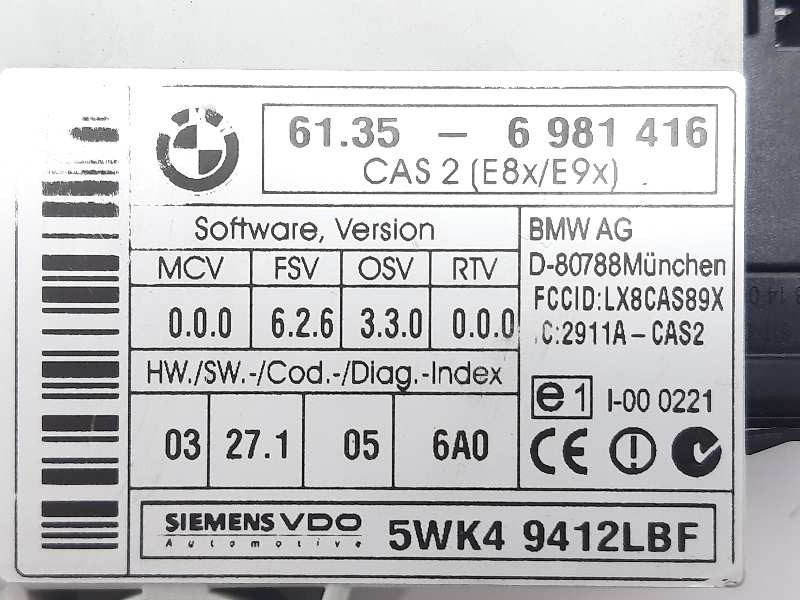 61.35 - 6 981 416
CAS 2 (E8x/E9x)
Software, Version
MCV FSV OSV RTV
0.0.0 6.2.6 3.3.0 0.0.0
HW./SW.-/Cod.-/Diag.-Index
03 27.1 05 6A0
BMW AG
D-80788 München
FCCID:LX8CAS89X
C:2911A-CAS2
e1 I-00 0221
CE
SIEMENS VDO
Automotive
5WK4 9412LBF